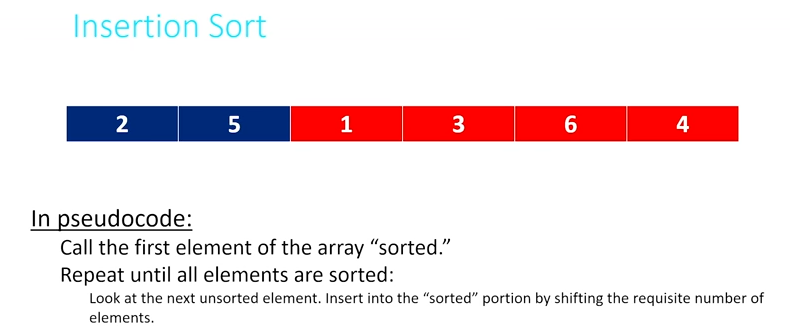 Insertion Sort
2 5 1 3 6 4
In pseudocode:
Call the first element of the array “sorted.”
Repeat until all elements are sorted:
Look at the next unsorted element. Insert into the “sorted” portion by shifting the requisite number of
elements.